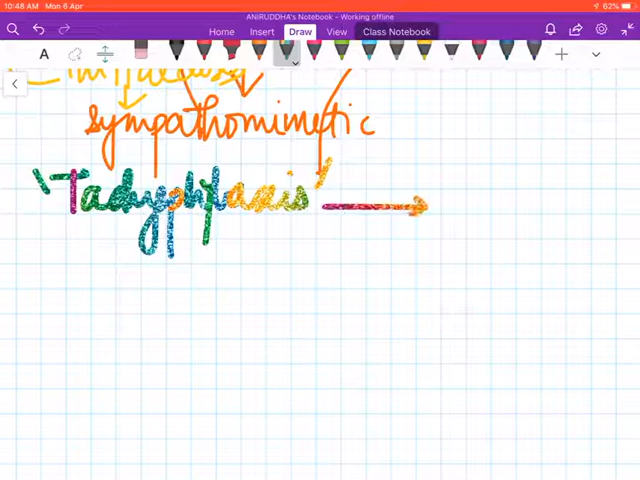 10:48 AM Mon 6 Apr 62%
ANIRUDDHA's Notebook - Working offline
Home Insert Draw View Class Notebook
A
sympathomimetic
'Tachyphylaxis'